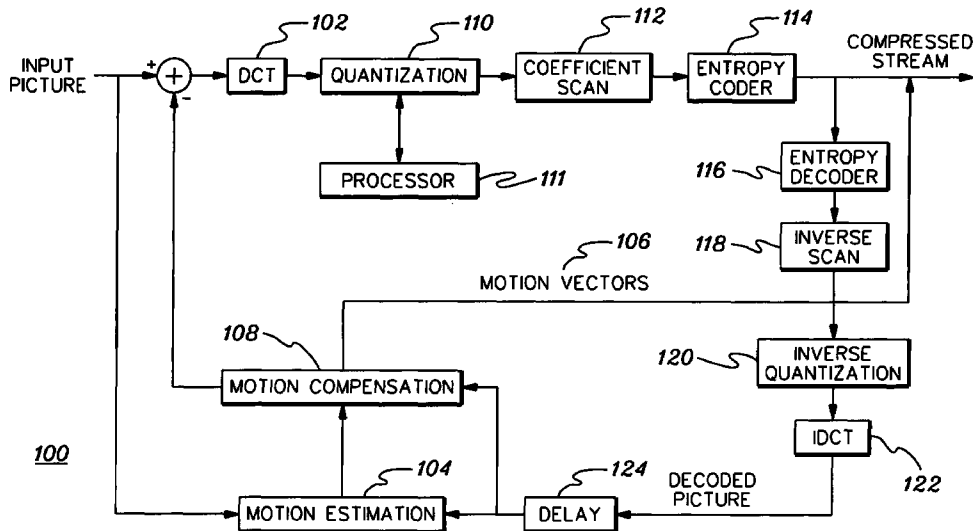 102
110
112
114
COMPRESSED
STREAM
INPUT
PICTURE
+
-
DCT
QUANTIZATION
COEFFICIENT
SCAN
ENTROPY
CODER
PROCESSOR
111
116
ENTROPY
DECODER
118
INVERSE
SCAN
106
MOTION VECTORS
108
120
INVERSE
QUANTIZATION
MOTION COMPENSATION
IDCT
122
100
104
124
DECODED
PICTURE
MOTION ESTIMATION
DELAY